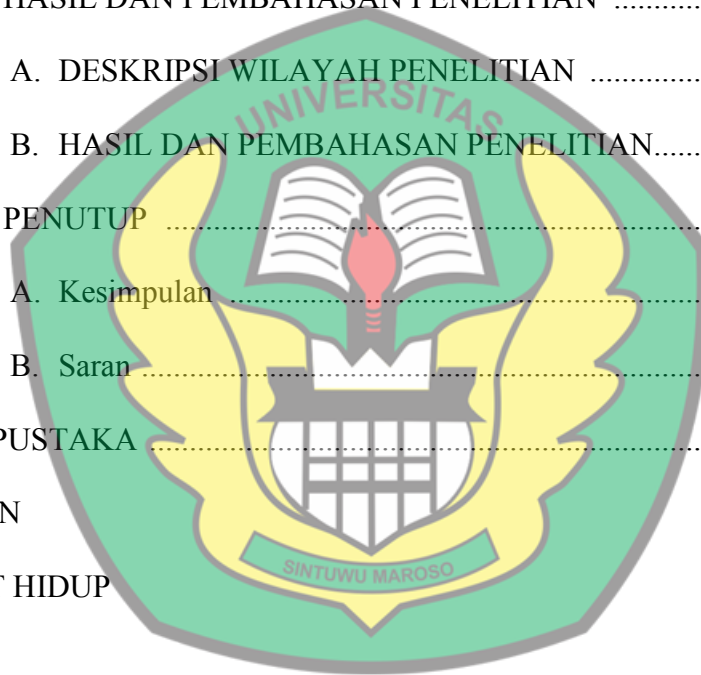 HASIL DAN PEMBAHASAN PENELITIAN ...........
A. DESKRIPSI WILAYAH PENELITIAN ..............
B. HASIL DAN PEMBAHASAN PENELITIAN......
PENUTUP ......................................................................
A. Kesimpulan ............................................................
B. Saran ......................................................................
PUSTAKA ......................................................................
N
HIDUP
UNIVERSITAS
SINTUWU MAROSO